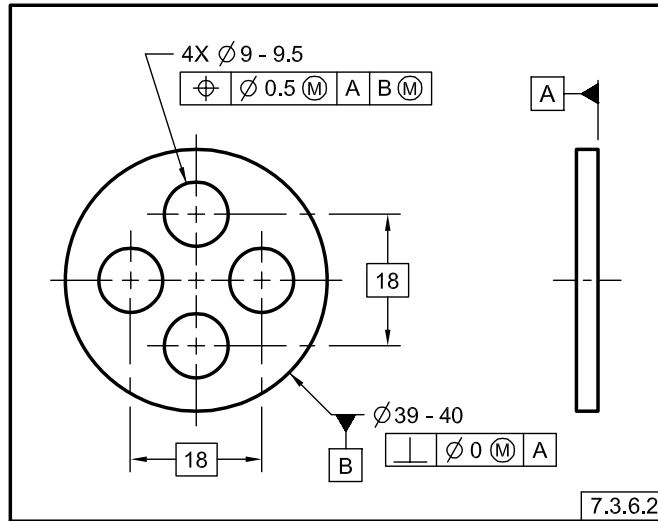 4X ∅ 9 - 9.5
⌖ ∅ 0.5 Ⓜ A B Ⓜ
A
18
∅ 39 - 40
⟂ ∅ 0 Ⓜ A
18
B
7.3.6.2